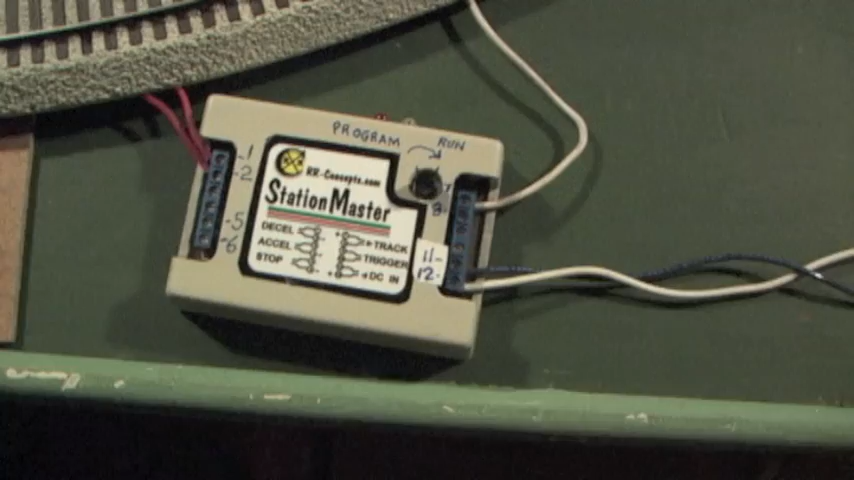 PROGRAM RUN
1
2
5
6
RR-Concepts.com
StationMaster
DECEL
ACCEL
STOP
TRACK
TRIGGER
DC IN
7
8-
11-
12-